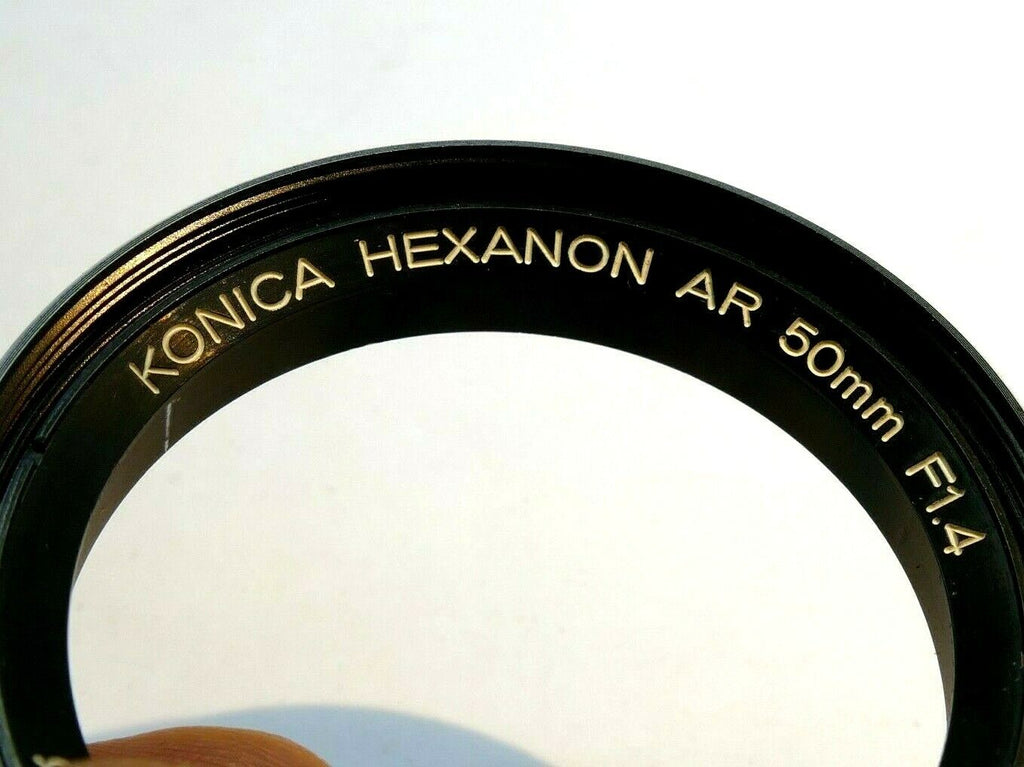 KONICA HEXANON AR 50mm F1.4